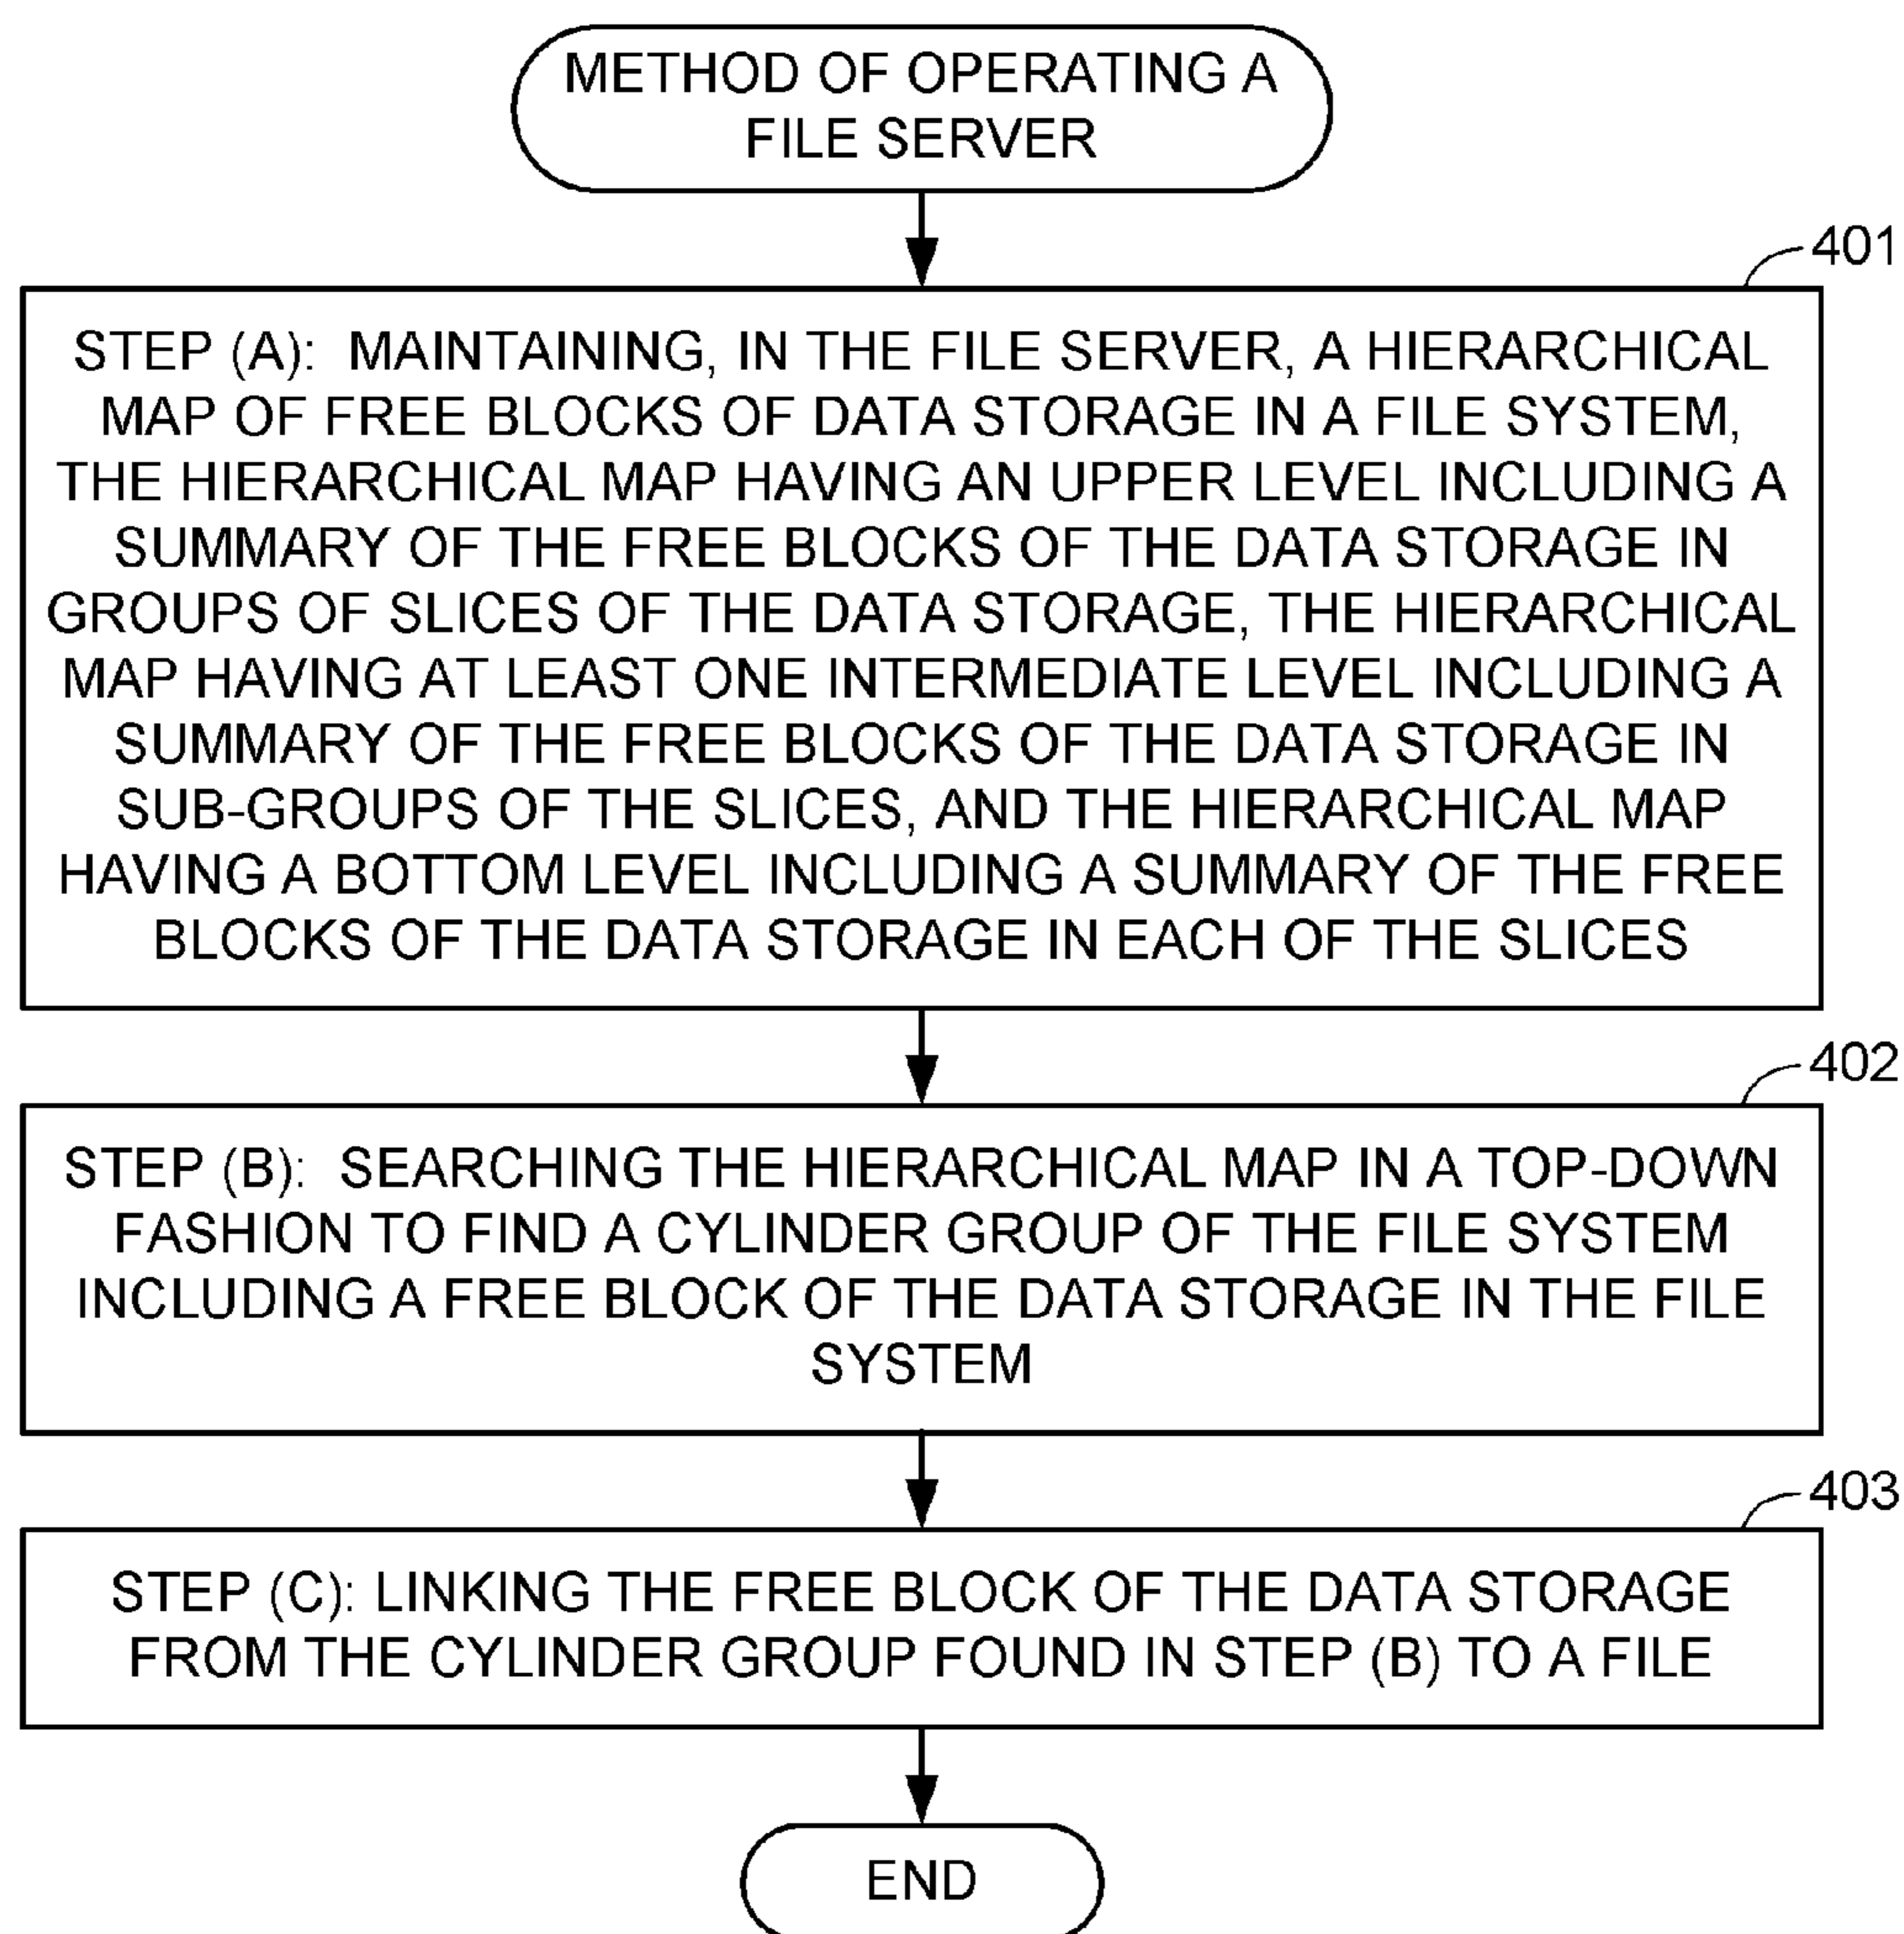 METHOD OF OPERATING A
FILE SERVER
401
STEP (A): MAINTAINING, IN THE FILE SERVER, A HIERARCHICAL
MAP OF FREE BLOCKS OF DATA STORAGE IN A FILE SYSTEM,
THE HIERARCHICAL MAP HAVING AN UPPER LEVEL INCLUDING A
SUMMARY OF THE FREE BLOCKS OF THE DATA STORAGE IN
GROUPS OF SLICES OF THE DATA STORAGE, THE HIERARCHICAL
MAP HAVING AT LEAST ONE INTERMEDIATE LEVEL INCLUDING A
SUMMARY OF THE FREE BLOCKS OF THE DATA STORAGE IN
SUB-GROUPS OF THE SLICES, AND THE HIERARCHICAL MAP
HAVING A BOTTOM LEVEL INCLUDING A SUMMARY OF THE FREE
BLOCKS OF THE DATA STORAGE IN EACH OF THE SLICES
402
STEP (B): SEARCHING THE HIERARCHICAL MAP IN A TOP-DOWN
FASHION TO FIND A CYLINDER GROUP OF THE FILE SYSTEM
INCLUDING A FREE BLOCK OF THE DATA STORAGE IN THE FILE
SYSTEM
403
STEP (C): LINKING THE FREE BLOCK OF THE DATA STORAGE
FROM THE CYLINDER GROUP FOUND IN STEP (B) TO A FILE
END